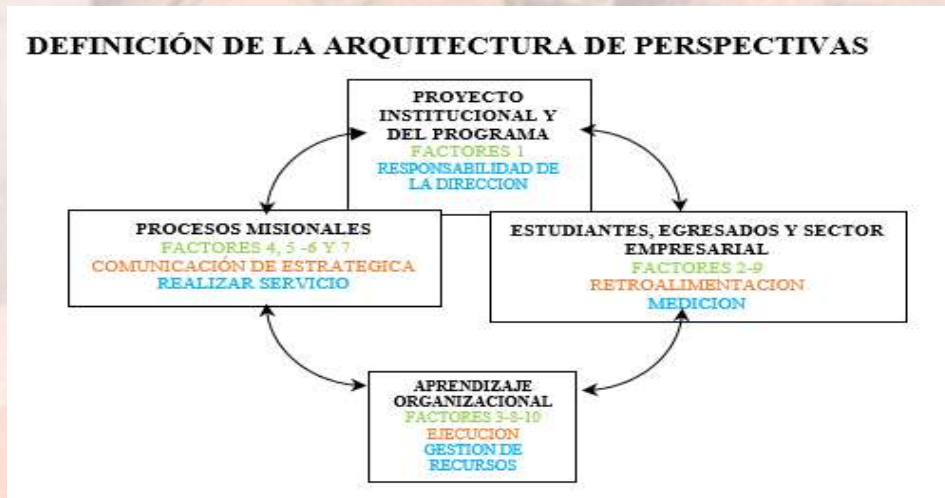 DEFINICIÓN DE LA ARQUITECTURA DE PERSPECTIVAS
PROYECTO
INSTITUCIONAL Y
DEL PROGRAMA
FACTORES 1
RESPONSABILIDAD DE
LA DIRECCION
PROCESOS MISIONALES
FACTORES 4, 5 -6 Y 7
COMUNICACIÓN DE ESTRATEGICA
REALIZAR SERVICIO
ESTUDIANTES, EGRESADOS Y SECTOR
EMPRESARIAL
FACTORES 2-9
RETROALIMENTACION
MEDICION
APRENDIZAJE
ORGANIZACIONAL
FACTORES 3-8-10
EJECUCION
GESTION DE
RECURSOS